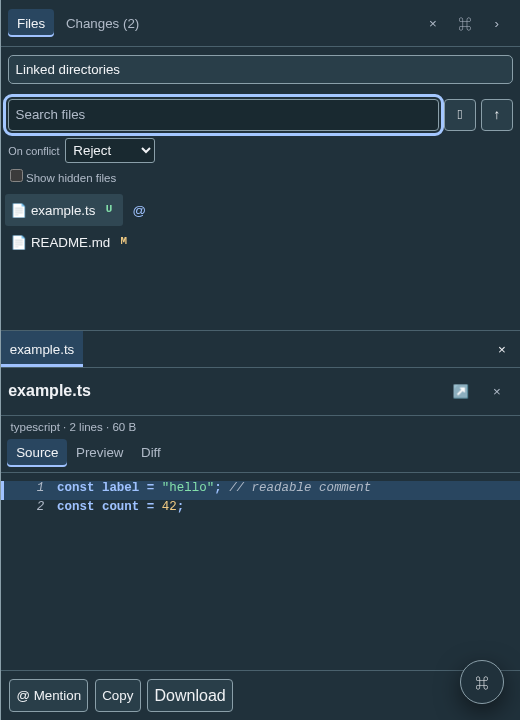 Files Changes (2) × ⌘ ›
Linked directories
Search files ↑
On conflict Reject
Show hidden files
example.ts U @
README.md M
example.ts ×
example.ts ↗ ×
typescript · 2 lines · 60 B
Source Preview Diff
1 const label = "hello"; // readable comment
2 const count = 42;
@ Mention Copy Download ⌘